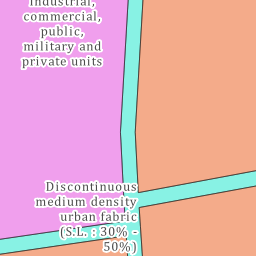 industrial,
commercial,
public,
military and
private units
Discontinuous
medium density
urban fabric
(S.L. : 30% -
50%)